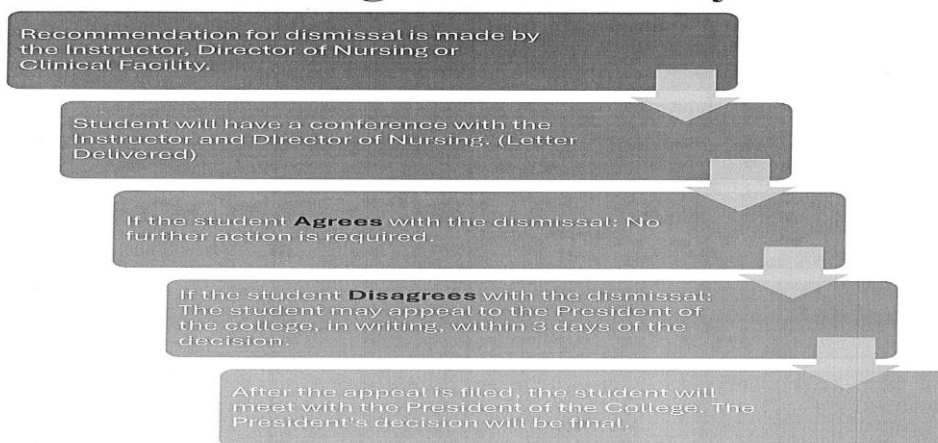 Recommendation for dismissal is made by
the Instructor, Director of Nursing or
Clinical Facility.
Student will have a conference with the
Instructor and Director of Nursing. (Letter
Delivered)
If the student Agrees with the dismissal: No
further action is required.
If the student Disagrees with the dismissal:
The student may appeal to the President of
the college, in writing, within 3 days of the
decision.
After the appeal is filed, the student will
meet with the President of the College. The
President's decision will be final.